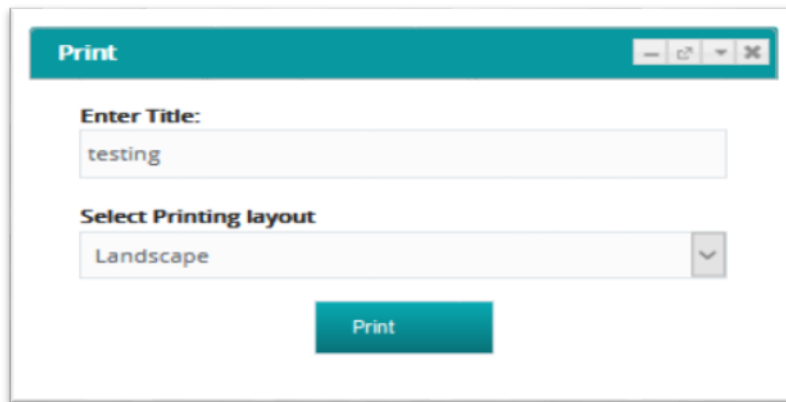 Print
Enter Title:
testing
Select Printing layout
Landscape
Print